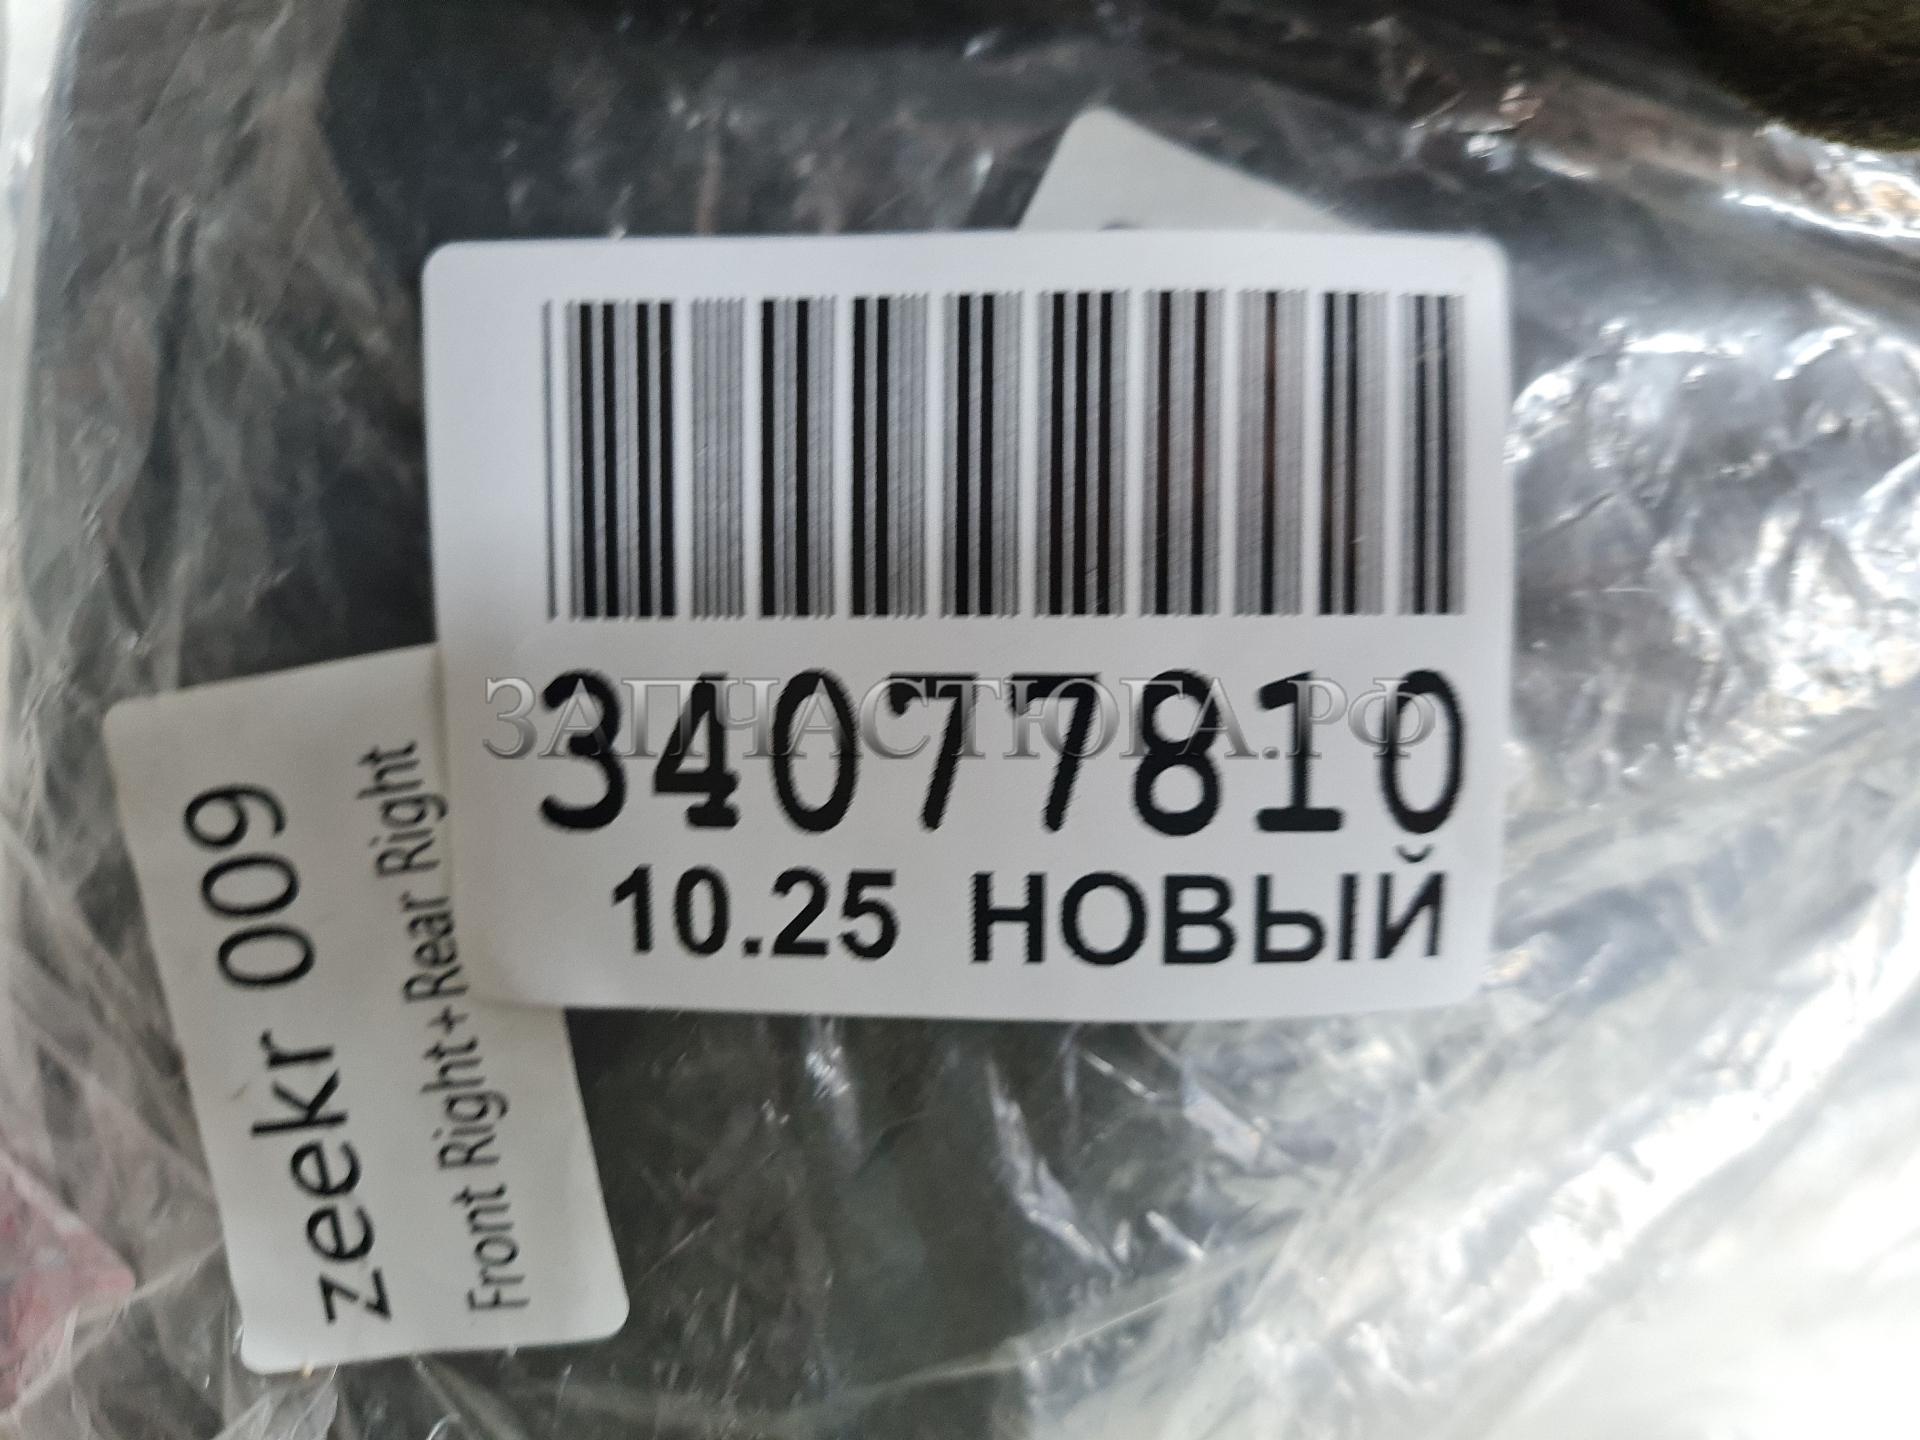 34077810
10.25 НОВЫЙ
ЗАПЧАСТЮГА.РФ
zeekr 009
Front Right+Rear Right